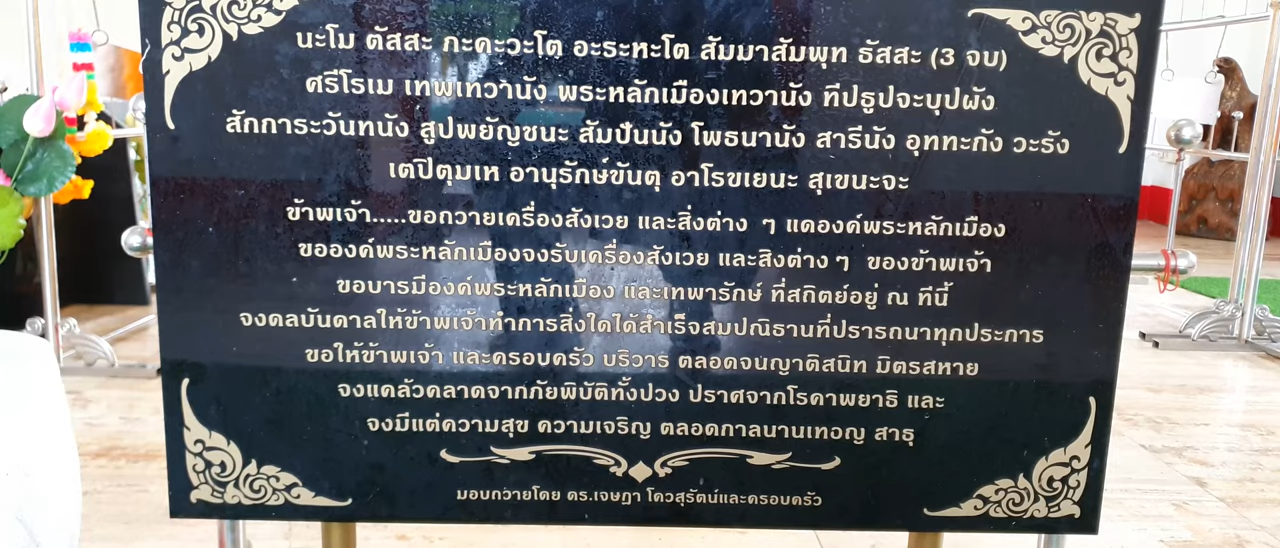 นะโม ตัสสะ ภะคะวะโต อะระหะโต สัมมาสัมพุท ธัสสะ (3 จบ)
ศรีโรเม เทพเทวานัง พระหลักเมืองเทวานัง ทีปธูปจะบุปผัง
สักการะวันทนัง สูปพยัญชนะ สัมปันนัง โพธนานัง สารีนัง อุททะกัง วะรัง
เตปิตุมเห อานุรักษ์ขันตุ อาโรขเยนะ สุเขนะจะ
ข้าพเจ้า.....ขอถวายเครื่องสังเวย และสิ่งต่าง ๆ แดองค์พระหลักเมือง
ขอองค์พระหลักเมืองจงรับเครื่องสังเวย และสิงต่าง ๆ ของข้าพเจ้า
ขอบารมีองค์พระหลักเมือง และเทพารักษ์ ที่สถิตย์อยู่ ณ ทีนี้
จงดลบันดาลให้ข้าพเจ้าทำการสิ่งใดได้สำเร็จสมปณิธานที่ปรารถนาทุกประการ
ขอให้ข้าพเจ้า และครอบครัว บริวาร ตลอดจนญาติสนิท มิตรสหาย
จงแคล้วคลาดจากภัยพิบัติทั้งปวง ปราศจากโรคาพยาธิ และ
จงมีแต่ความสุข ความเจริญ ตลอดกาลนานเทอญ สาธุ
มอบถวายโดย ดร.เจษฎา โควสุรัตน์และครอบครัว